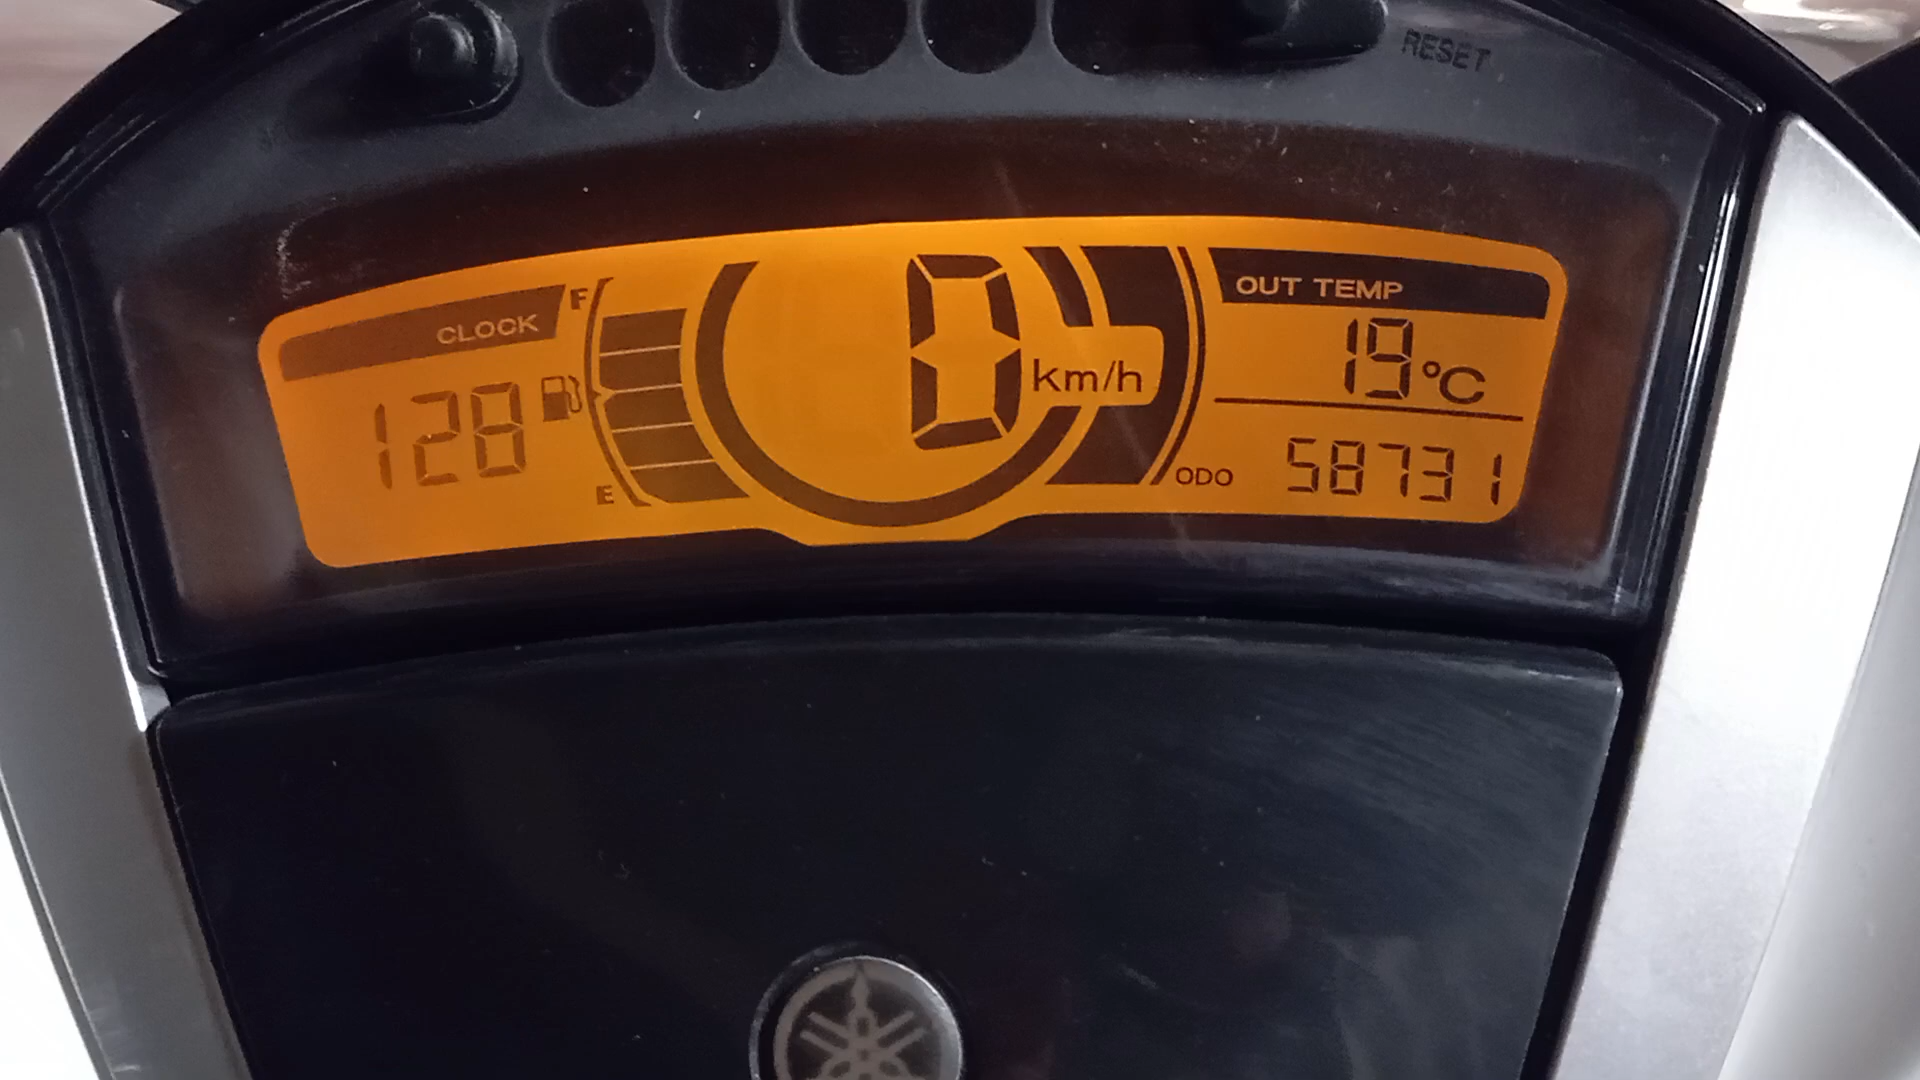 RESET
CLOCK
F
128
E
0
km/h
OUT TEMP
19°C
ODO 58731